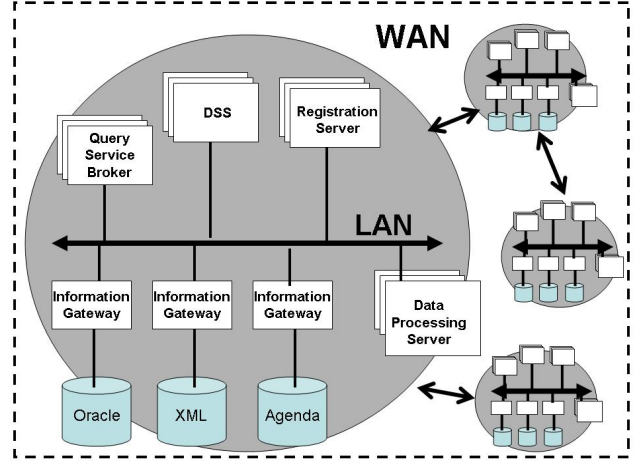 WAN
DSS
Registration
Server
Query
Service
Broker
LAN
Information
Gateway
Information
Gateway
Information
Gateway
Data
Processing
Server
Oracle
XML
Agenda